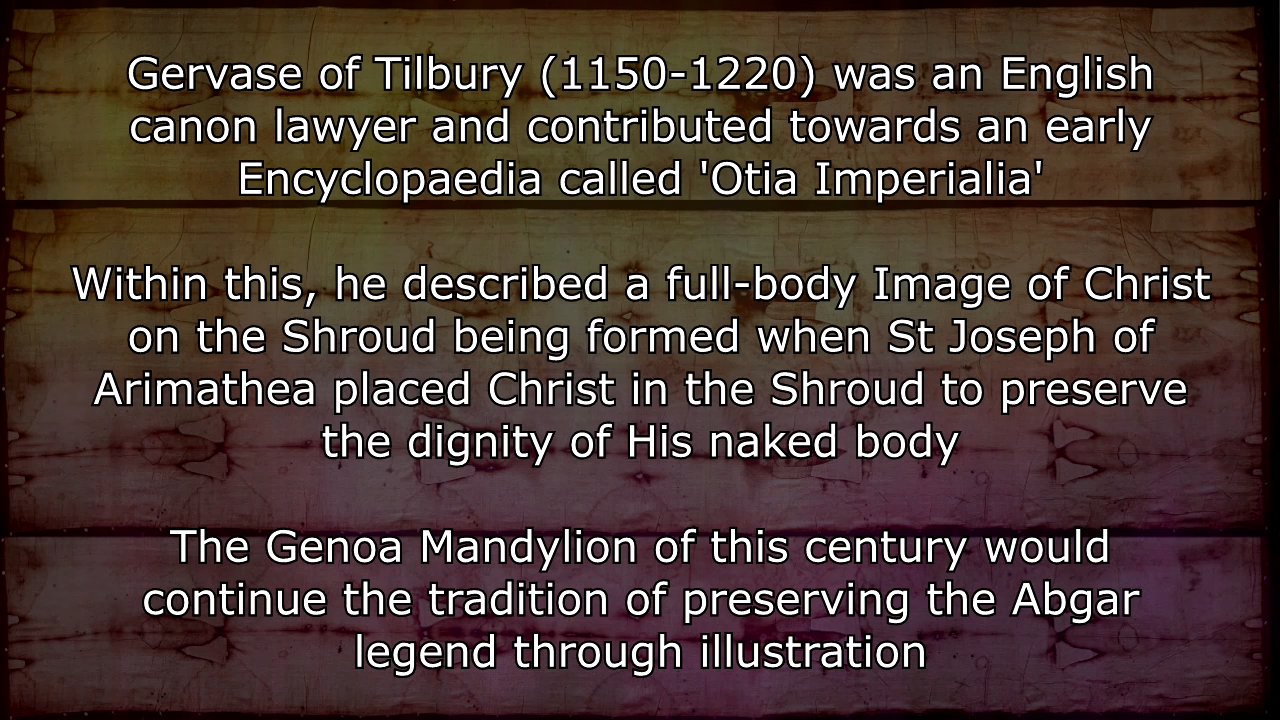 Gervase of Tilbury (1150-1220) was an English
canon lawyer and contributed towards an early
Encyclopaedia called 'Otia Imperialia'
Within this, he described a full-body Image of Christ
on the Shroud being formed when St Joseph of
Arimathea placed Christ in the Shroud to preserve
the dignity of His naked body
The Genoa Mandylion of this century would
continue the tradition of preserving the Abgar
legend through illustration